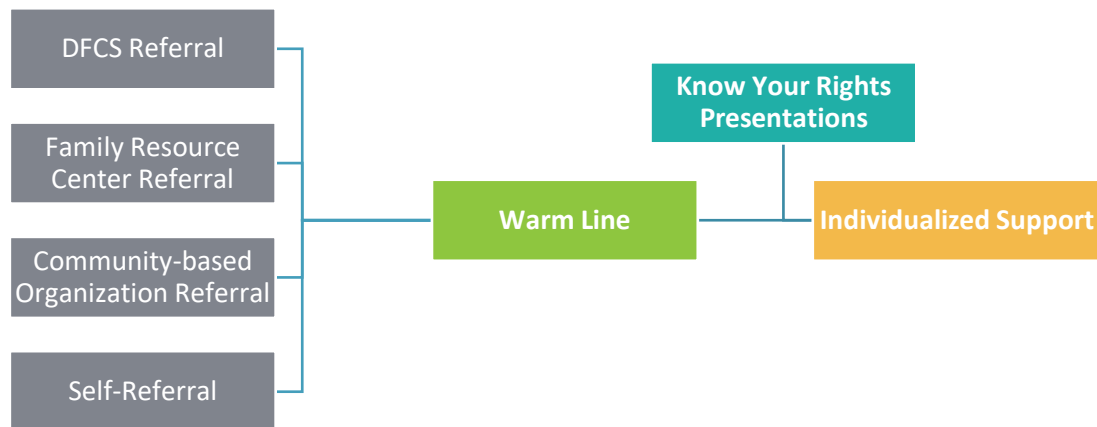 DFCS Referral
Family Resource
Center Referral
Community-based
Organization Referral
Self-Referral
Warm Line
Know Your Rights
Presentations
Individualized Support